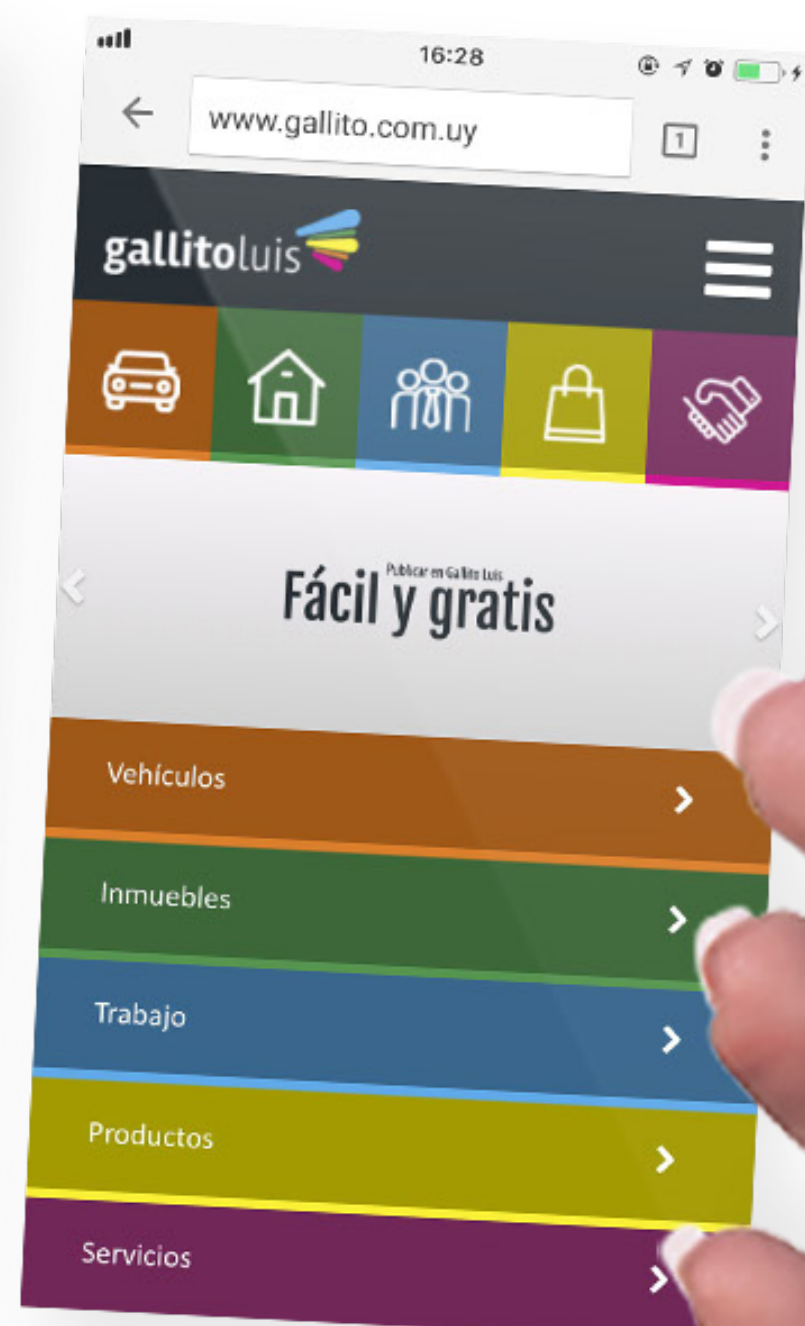 16:28
www.gallito.com.uy
1
gallitoluis
Publicar en Gallito Luis
Fácil y gratis
Vehículos
Inmuebles
Trabajo
Productos
Servicios